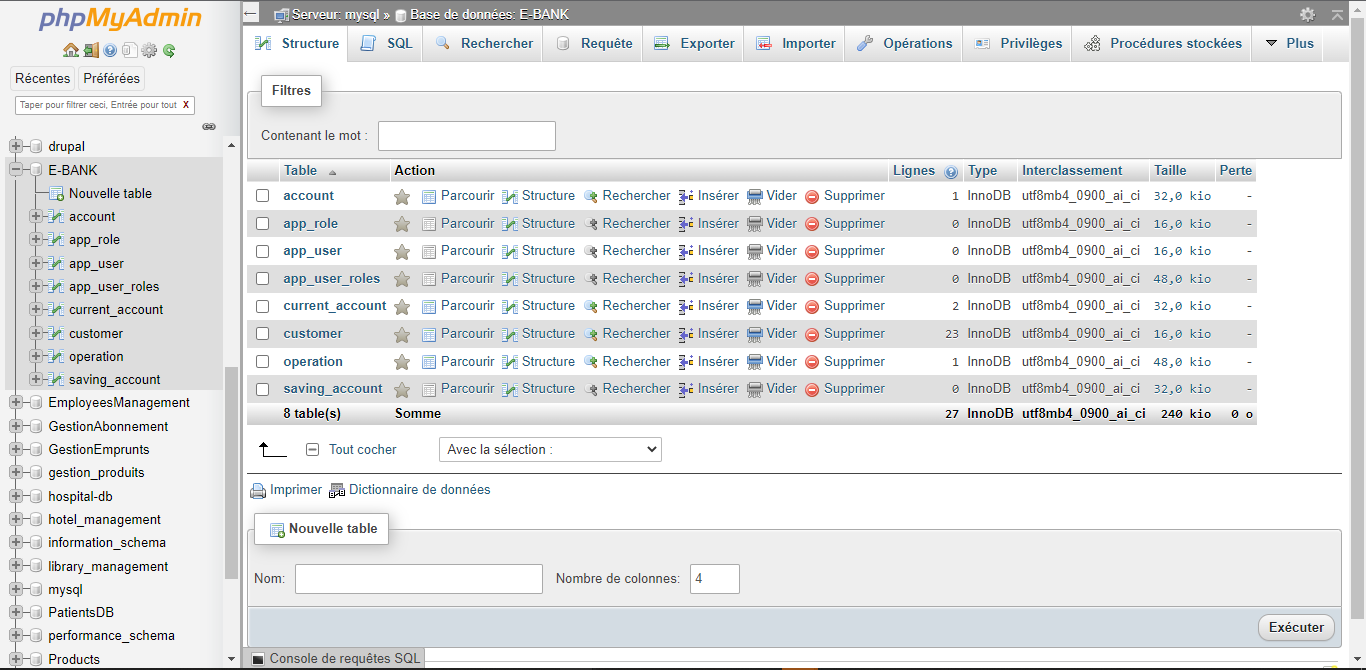 phpMyAdmin
Récentes Préférées
Taper pour filtrer ceci, Entrée pour tout X
drupal
E-BANK
Nouvelle table
account
app_role
app_user
app_user_roles
current_account
customer
operation
saving_account
EmployeesManagement
GestionAbonnement
GestionEmprunts
gestion_produits
hospital-db
hotel_management
information_schema
library_management
mysql
PatientsDB
performance_schema
Products
Serveur: mysql » Base de données: E-BANK
Structure SQL Rechercher Requête Exporter Importer Opérations Privilèges Procédures stockées Plus
Filtres
Contenant le mot :
Table Action Lignes Type Interclassement Taille Perte
account Parcourir Structure Rechercher Insérer Vider Supprimer 1 InnoDB utf8mb4_0900_ai_ci 32,0 kio -
app_role Parcourir Structure Rechercher Insérer Vider Supprimer 0 InnoDB utf8mb4_0900_ai_ci 16,0 kio -
app_user Parcourir Structure Rechercher Insérer Vider Supprimer 0 InnoDB utf8mb4_0900_ai_ci 16,0 kio -
app_user_roles Parcourir Structure Rechercher Insérer Vider Supprimer 0 InnoDB utf8mb4_0900_ai_ci 48,0 kio -
current_account Parcourir Structure Rechercher Insérer Vider Supprimer 2 InnoDB utf8mb4_0900_ai_ci 32,0 kio -
customer Parcourir Structure Rechercher Insérer Vider Supprimer 23 InnoDB utf8mb4_0900_ai_ci 16,0 kio -
operation Parcourir Structure Rechercher Insérer Vider Supprimer 1 InnoDB utf8mb4_0900_ai_ci 48,0 kio -
saving_account Parcourir Structure Rechercher Insérer Vider Supprimer 0 InnoDB utf8mb4_0900_ai_ci 32,0 kio -
8 table(s) Somme 27 InnoDB utf8mb4_0900_ai_ci 240 kio 0 o
Tout cocher Avec la sélection :
Imprimer Dictionnaire de données
Nouvelle table
Nom: Nombre de colonnes: 4
Exécuter
Console de requêtes SQL